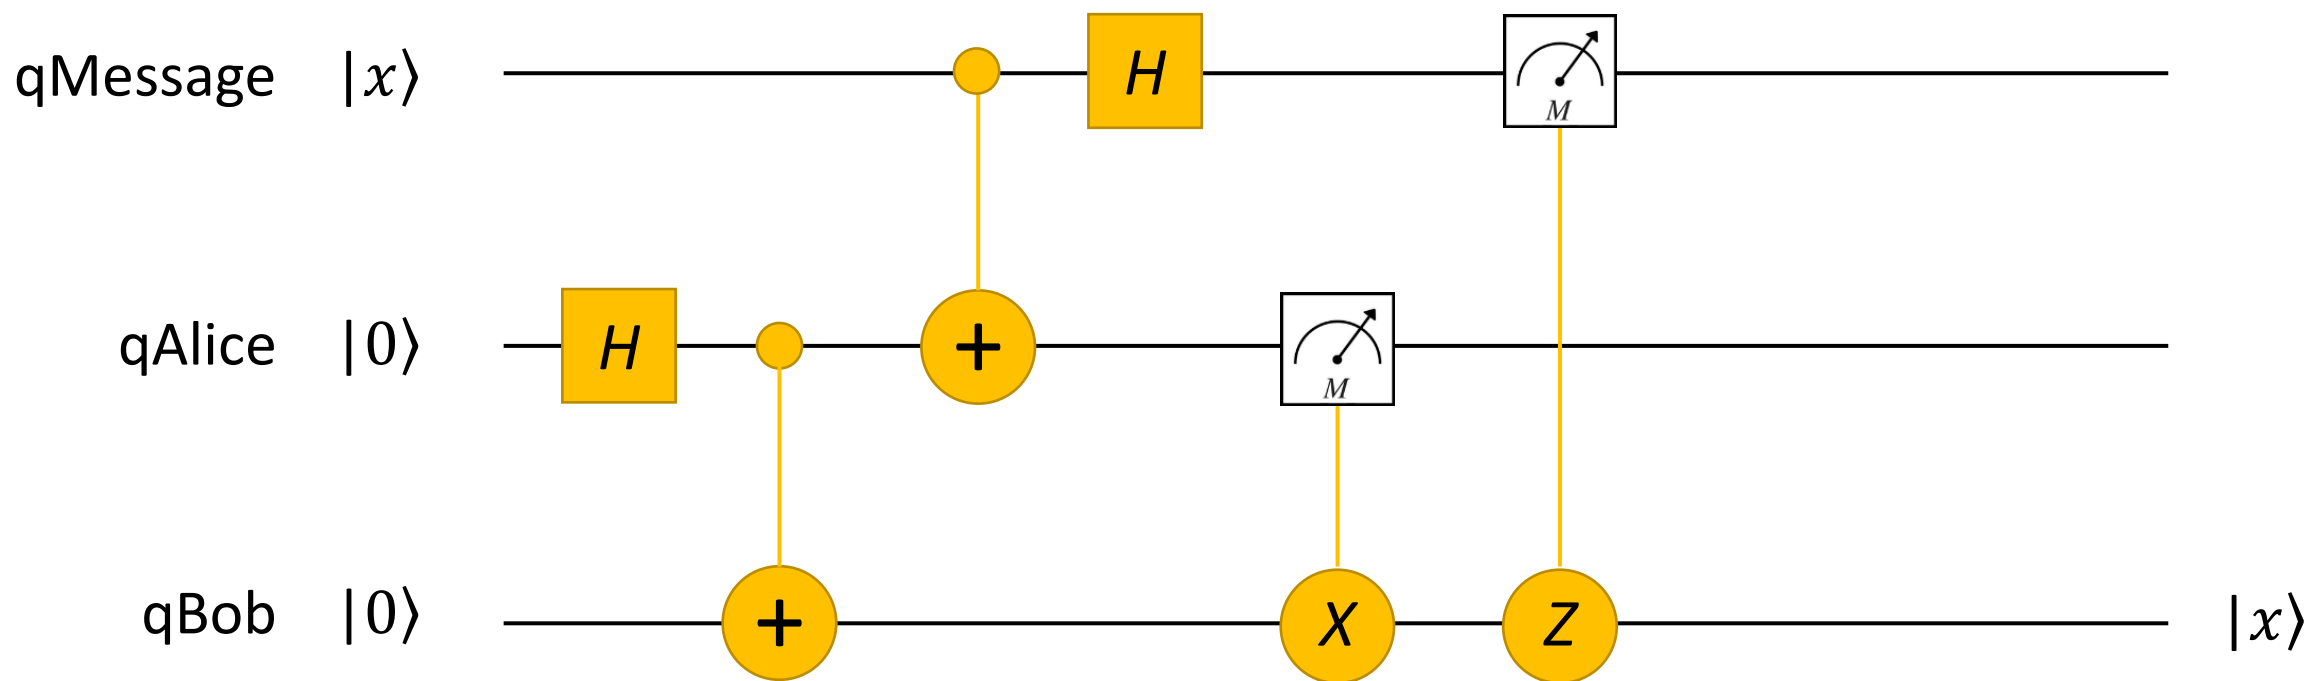 qMessage |x⟩ H M
qAlice |0⟩ H + M
qBob |0⟩ + X Z |x⟩